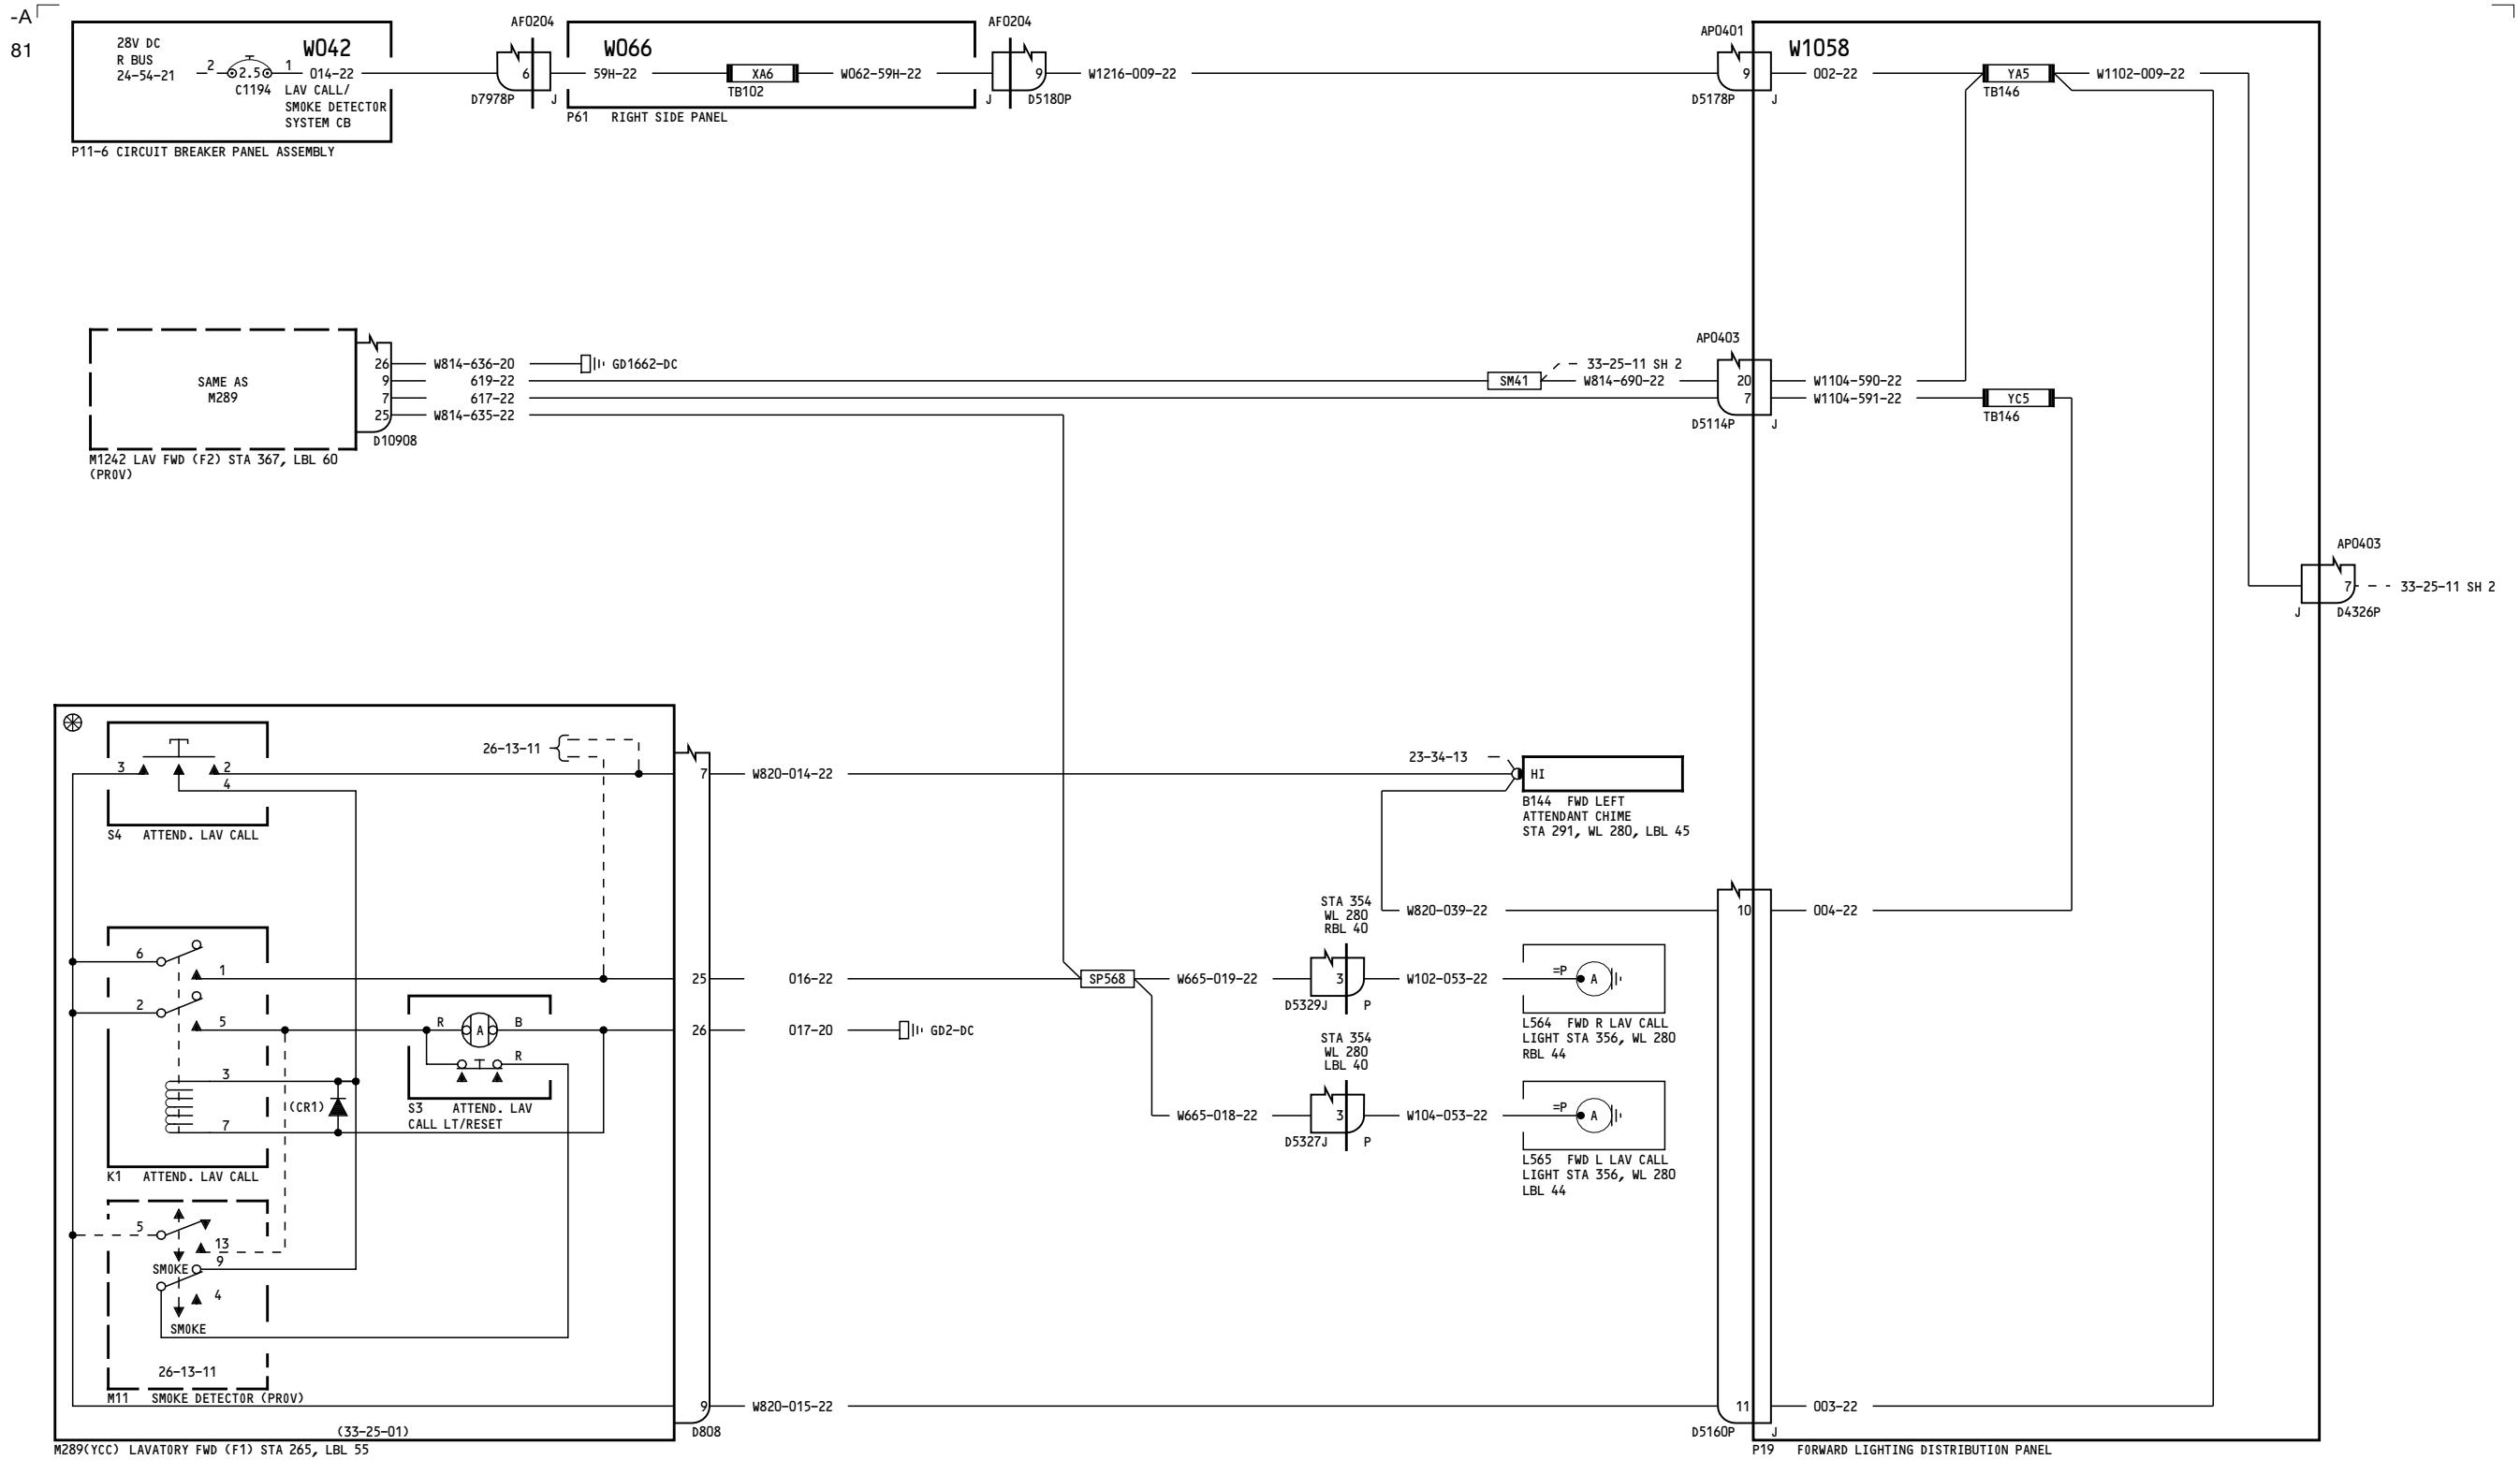 -A
81
28V DC
R BUS
24-54-21
2
2.5
1
C1194
W042
014-22
LAV CALL/
SMOKE DETECTOR
SYSTEM CB
P11-6 CIRCUIT BREAKER PANEL ASSEMBLY
AF0204
6
D7978P
J
W066
59H-22
XA6
TB102
W062-59H-22
P61 RIGHT SIDE PANEL
AF0204
9
J
D5180P
W1216-009-22
AP0401
9
D5178P
J
W1058
002-22
YA5
TB146
W1102-009-22
SAME AS
M289
M1242 LAV FWD (F2) STA 367, LBL 60
(PROV)
26
9
7
25
D10908
W814-636-20
619-22
617-22
W814-635-22
GD1662-DC
SM41
33-25-11 SH 2
W814-690-22
AP0403
20
7
D5114P
J
W1104-590-22
W1104-591-22
YC5
TB146
AP0403
7
J
D4326P
33-25-11 SH 2
3
2
4
S4 ATTEND. LAV CALL
26-13-11
7
W820-014-22
23-34-13
HI
B144 FWD LEFT
ATTENDANT CHIME
STA 291, WL 280, LBL 45
6
1
2
5
3
7
K1 ATTEND. LAV CALL
(CR1)
R
A
B
R
S3 ATTEND. LAV
CALL LT/RESET
25
016-22
26
017-20
GD2-DC
SP568
W665-019-22
STA 354
WL 280
RBL 40
3
D5329J
P
W102-053-22
=P
A
L564 FWD R LAV CALL
LIGHT STA 356, WL 280
RBL 44
W820-039-22
10
004-22
W665-018-22
STA 354
WL 280
LBL 40
3
D5327J
P
W104-053-22
=P
A
L565 FWD L LAV CALL
LIGHT STA 356, WL 280
LBL 44
5
13
SMOKE
9
4
SMOKE
26-13-11
M11 SMOKE DETECTOR (PROV)
9
W820-015-22
11
003-22
(33-25-01)
D808
D5160P
J
M289(YCC) LAVATORY FWD (F1) STA 265, LBL 55
P19 FORWARD LIGHTING DISTRIBUTION PANEL